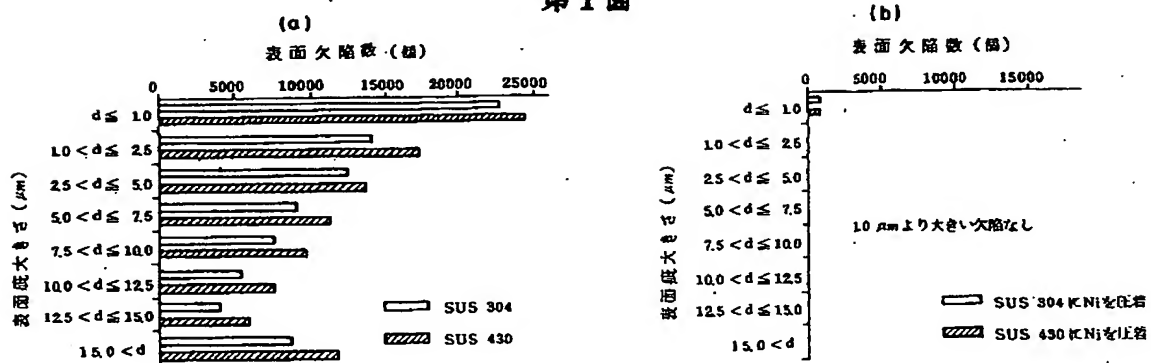 第1図
(a)
表面欠陥数 (個)
0 5000 10000 15000 20000 25000
表面疵大きさ (μm)
d≦ 1.0
1.0<d≦ 2.5
2.5<d≦ 5.0
5.0<d≦ 7.5
7.5<d≦10.0
10.0<d≦12.5
12.5<d≦15.0
15.0<d
SUS 304
SUS 430
(b)
表面欠陥数 (個)
0 5000 10000 15000
表面疵大きさ (μm)
d≦ 1.0
1.0<d≦ 2.5
2.5<d≦ 5.0
5.0<d≦ 7.5
7.5<d≦10.0
10.0<d≦12.5
12.5<d≦15.0
15.0<d
1.0 μmより大きい欠陥なし
SUS 304にNiを圧着
SUS 430にNiを圧着